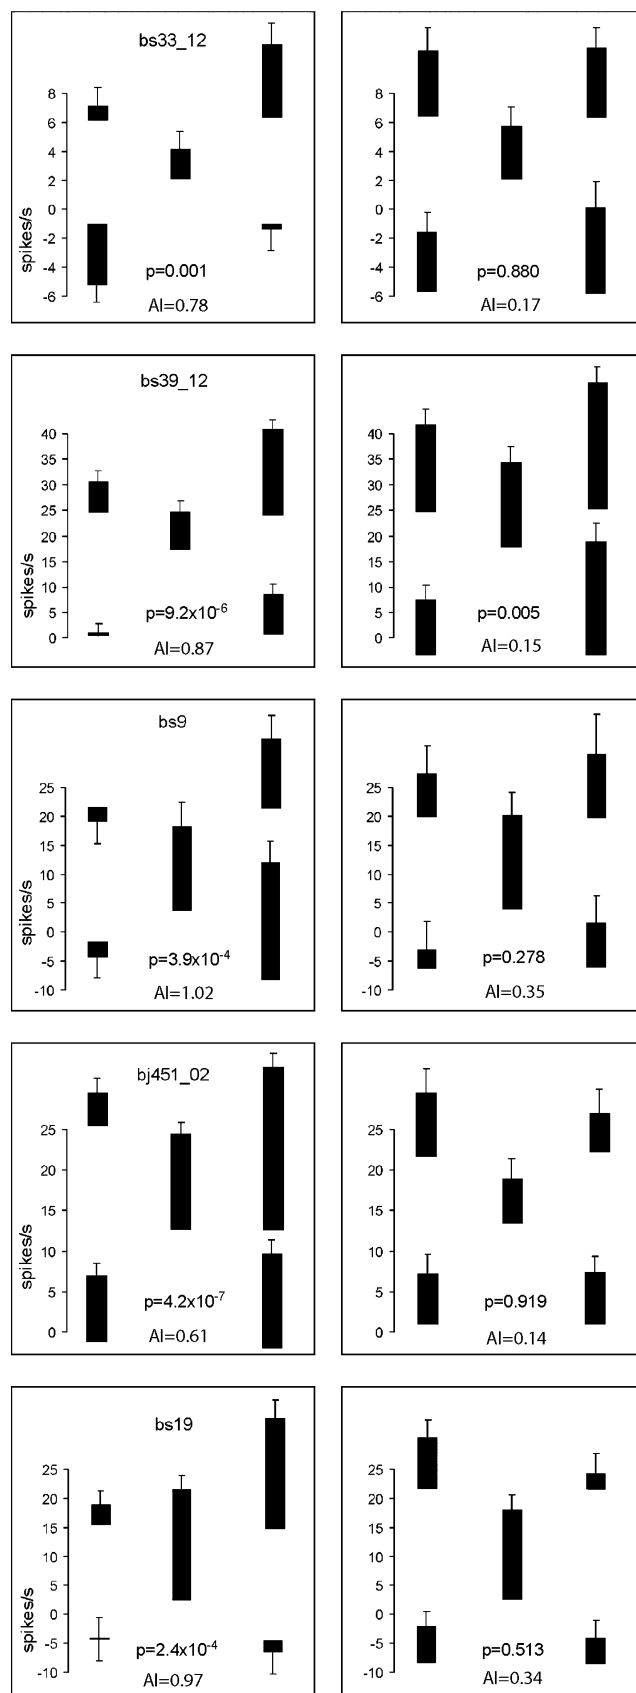 bs33_12
8
6
4
2
0
-2
-4
-6
spikes/s
p=0.001
AI=0.78
8
6
4
2
0
-2
-4
-6
p=0.880
AI=0.17
bs39_12
40
35
30
25
20
15
10
5
0
spikes/s
p=9.2x10⁻⁶
AI=0.87
40
35
30
25
20
15
10
5
0
p=0.005
AI=0.15
bs9
25
20
15
10
5
0
-5
-10
spikes/s
p=3.9x10⁻⁴
AI=1.02
25
20
15
10
5
0
-5
-10
p=0.278
AI=0.35
bj451_02
25
20
15
10
5
0
spikes/s
p=4.2x10⁻⁷
AI=0.61
25
20
15
10
5
0
p=0.919
AI=0.14
bs19
25
20
15
10
5
0
-5
-10
spikes/s
p=2.4x10⁻⁴
AI=0.97
25
20
15
10
5
0
-5
-10
p=0.513
AI=0.34